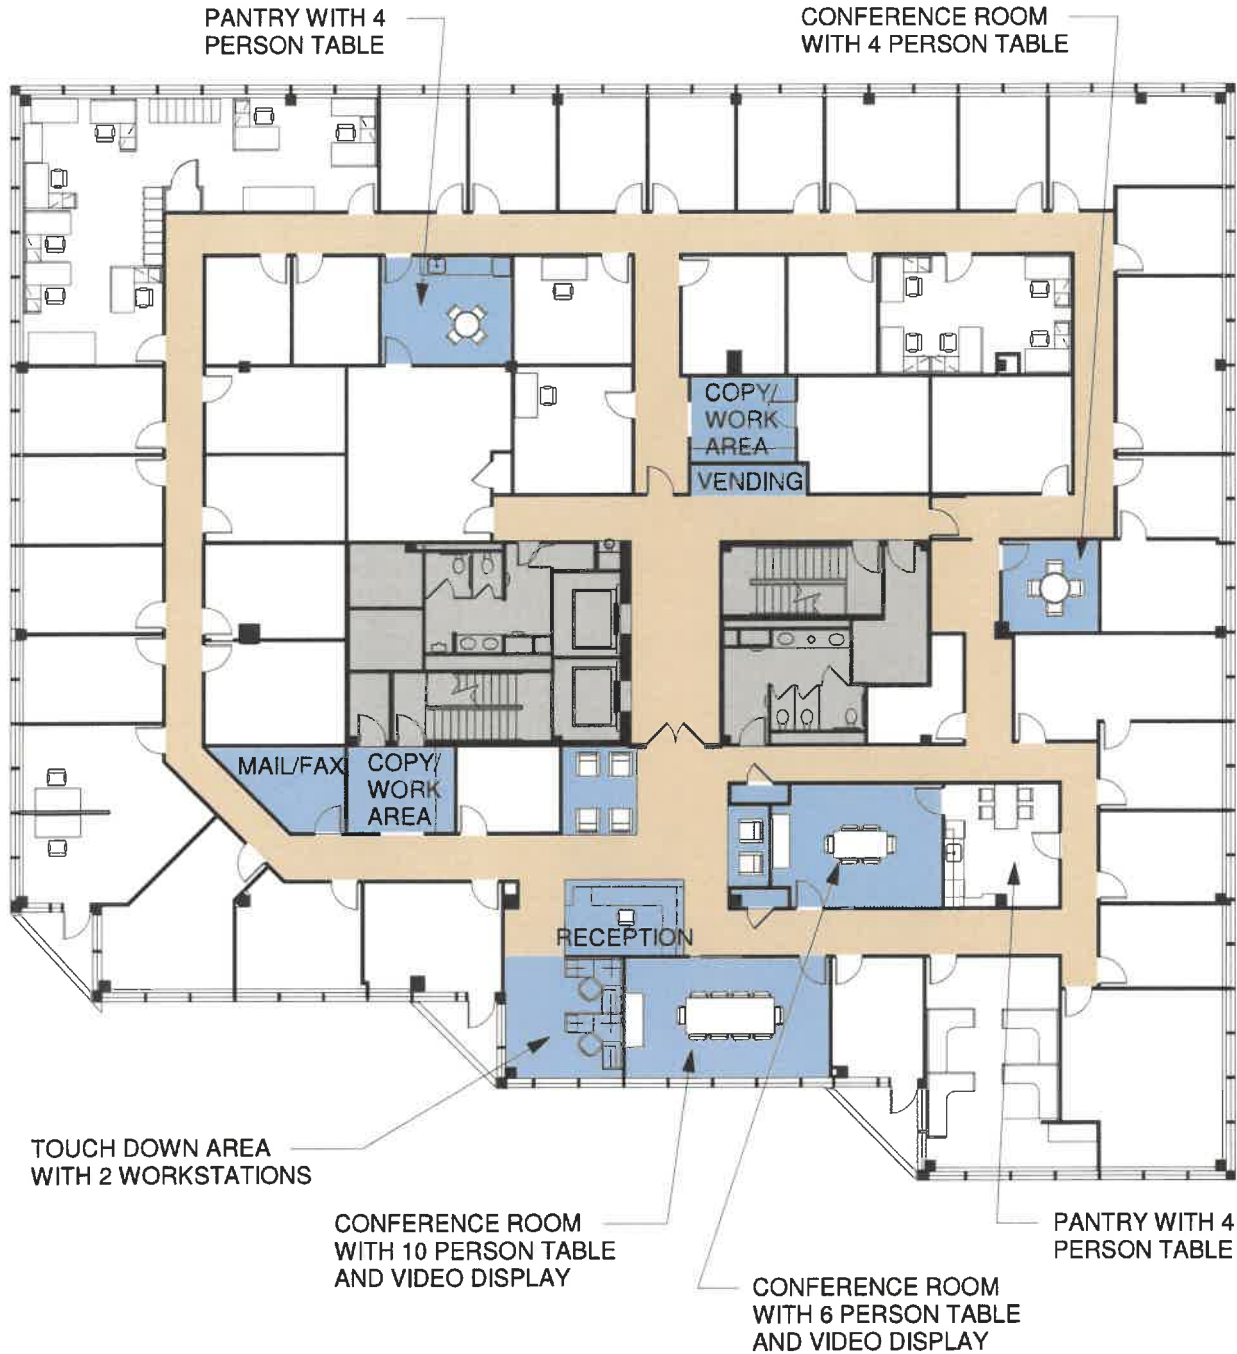 PANTRY WITH 4
PERSON TABLE
CONFERENCE ROOM
WITH 4 PERSON TABLE
COPY/
WORK
AREA
VENDING
MAIL/FAX
COPY/
WORK
AREA
RECEPTION
TOUCH DOWN AREA
WITH 2 WORKSTATIONS
CONFERENCE ROOM
WITH 10 PERSON TABLE
AND VIDEO DISPLAY
CONFERENCE ROOM
WITH 6 PERSON TABLE
AND VIDEO DISPLAY
PANTRY WITH 4
PERSON TABLE